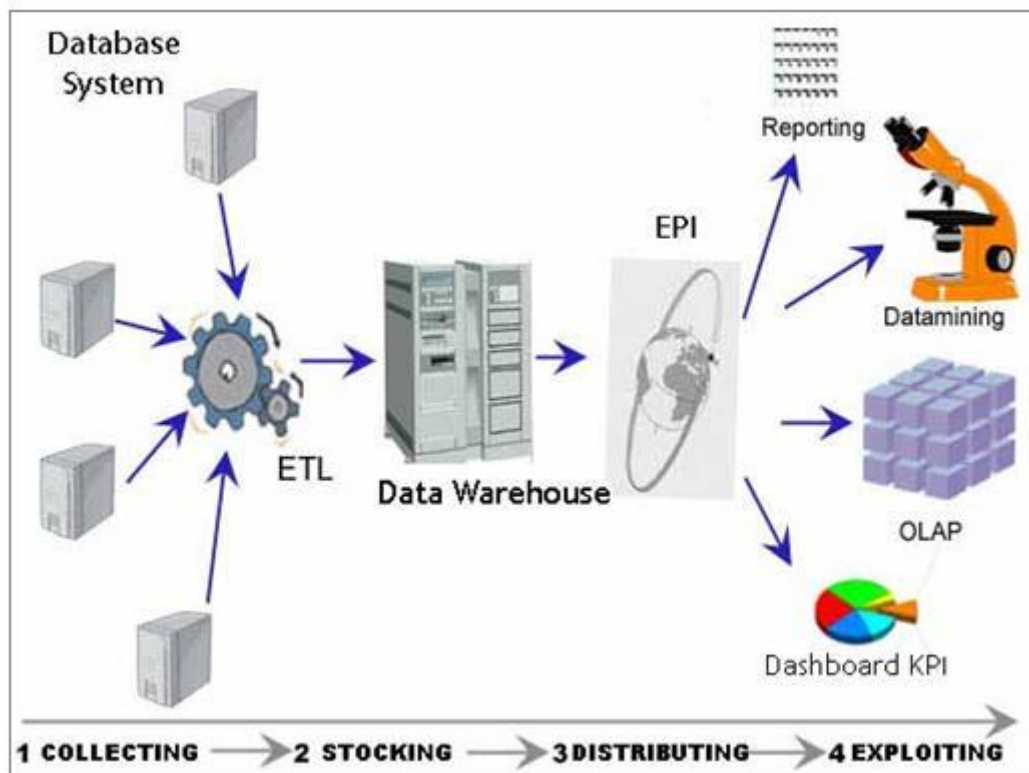 Database
System
Reporting
EPI
Datamining
ETL
Data Warehouse
OLAP
Dashboard KPI
1 COLLECTING
2 STOCKING
3 DISTRIBUTING
4 EXPLOITING